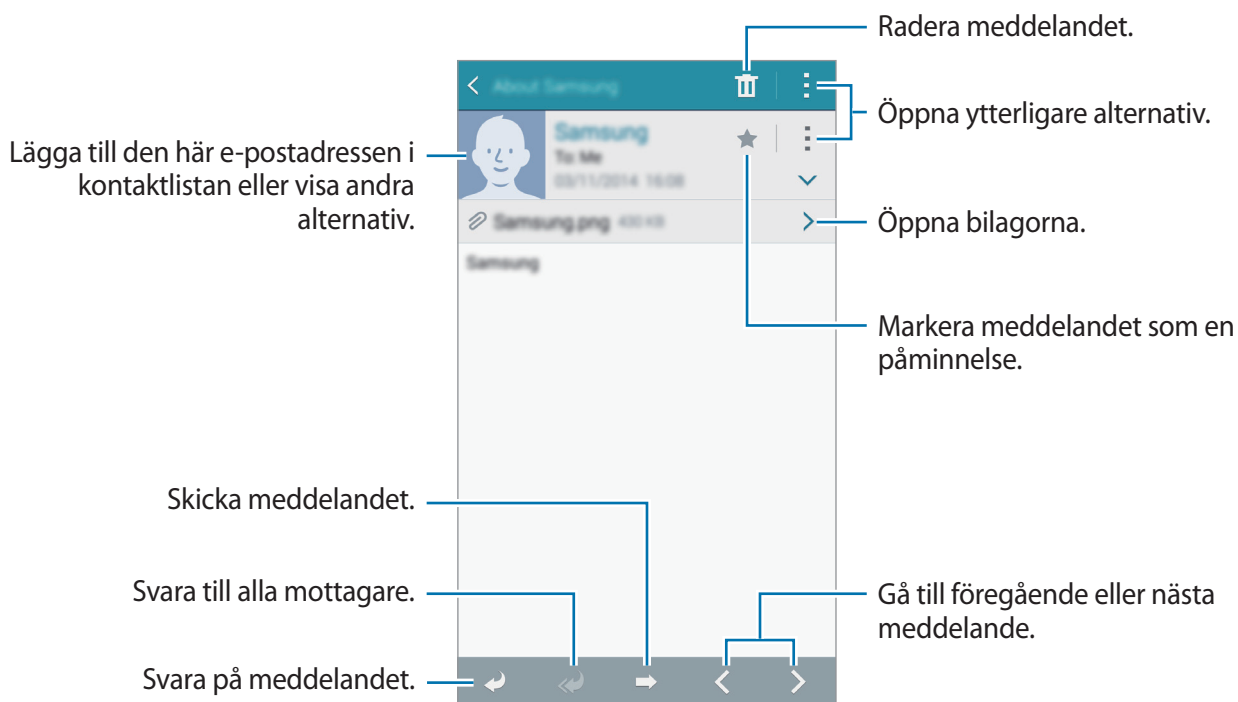 Radera meddelandet.
About Samsung
Öppna ytterligare alternativ.
Samsung
To: Me
03/11/2014 16:08
Lägga till den här e-postadressen i
kontaktlistan eller visa andra
alternativ.
Samsung.png 430 KB
Öppna bilagorna.
Samsung
Markera meddelandet som en
påminnelse.
Skicka meddelandet.
Svara till alla mottagare.
Gå till föregående eller nästa
meddelande.
Svara på meddelandet.